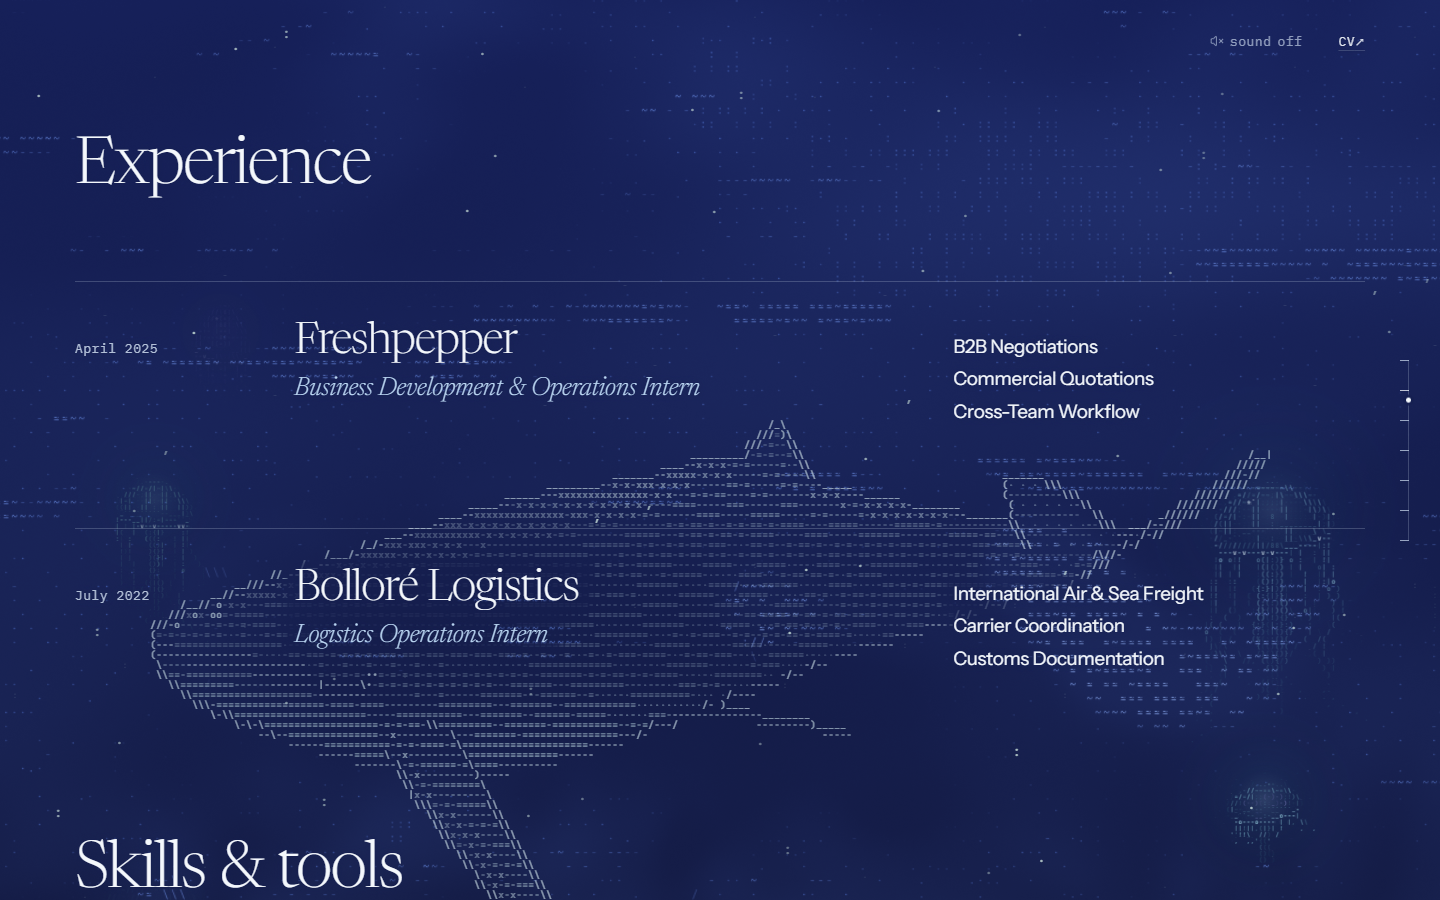 sound off
CV↗
Experience
April 2025
Freshpepper
Business Development & Operations Intern
B2B Negotiations
Commercial Quotations
Cross-Team Workflow
July 2022
Bolloré Logistics
Logistics Operations Intern
International Air & Sea Freight
Carrier Coordination
Customs Documentation
Skills & tools